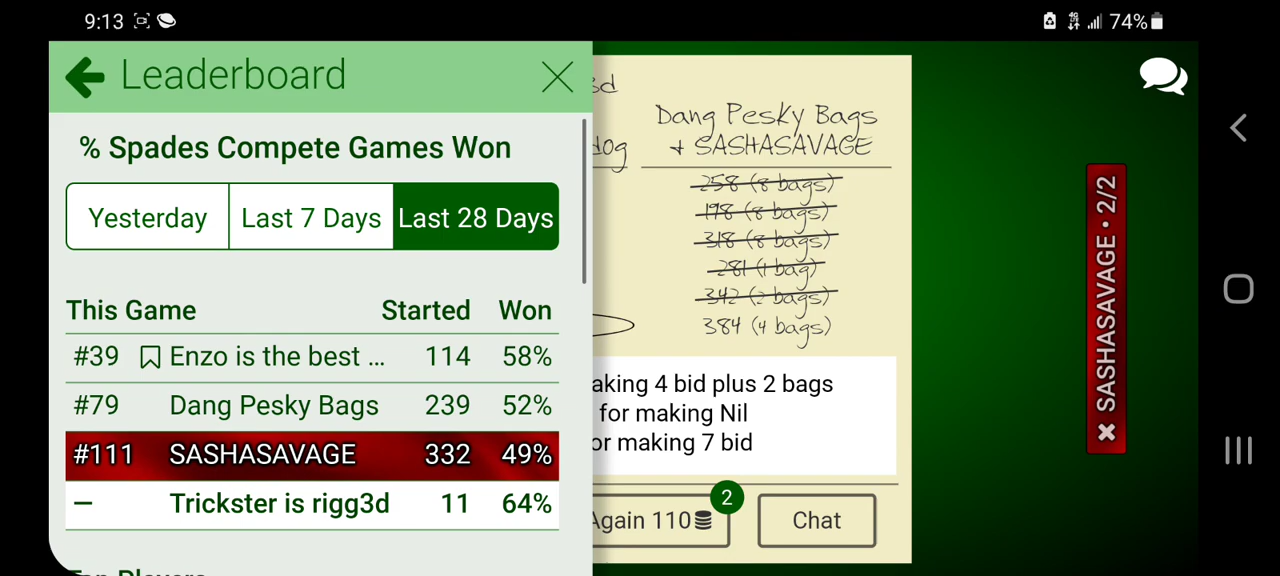 9:13
74%
Leaderboard
% Spades Compete Games Won
Yesterday
Last 7 Days
Last 28 Days
This Game Started Won
#39 Enzo is the best ... 114 58%
#79 Dang Pesky Bags 239 52%
#111 SASHASAVAGE 332 49%
— Trickster is rigg3d 11 64%
Top Players
3d
dog
Dang Pesky Bags
+ SASHASAVAGE
258 (8 bags)
198 (8 bags)
318 (8 bags)
281 (1 bag)
342 (2 bags)
384 (4 bags)
aking 4 bid plus 2 bags
for making Nil
or making 7 bid
Again 110
2
Chat
SASHASAVAGE • 2/2